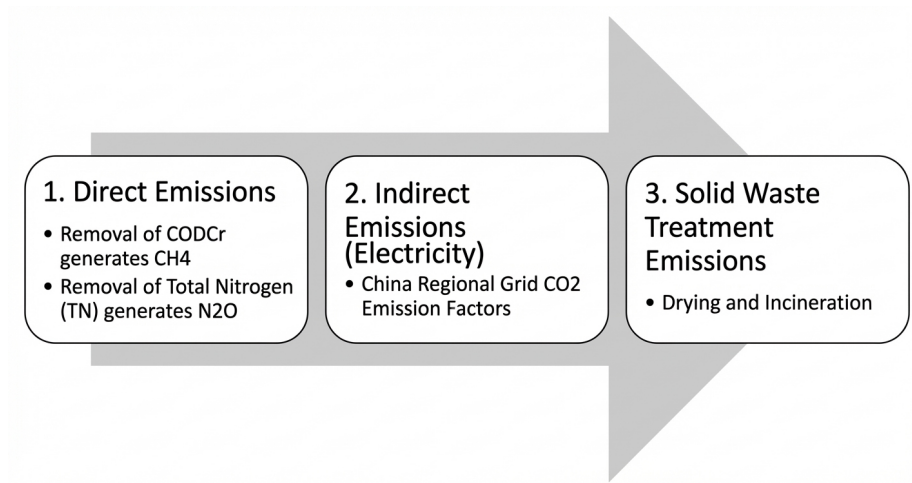 1. Direct Emissions
• Removal of CODCr
generates CH4
• Removal of Total Nitrogen
(TN) generates N2O
2. Indirect
Emissions
(Electricity)
• China Regional Grid CO2
Emission Factors
3. Solid Waste
Treatment
Emissions
• Drying and Incineration